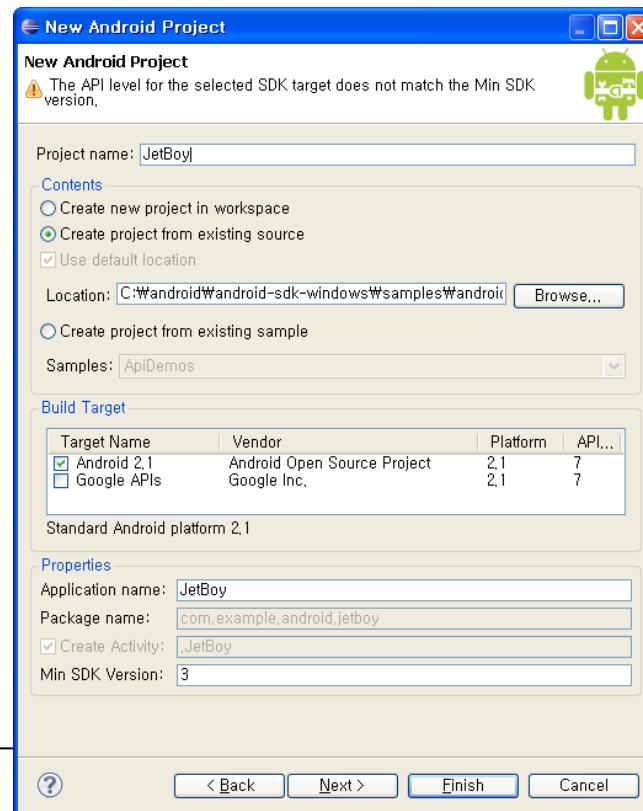 New Android Project
New Android Project
The API level for the selected SDK target does not match the Min SDK
version,
Project name: JetBoy
Contents
Create new project in workspace
Create project from existing source
Use default location
Location: C:₩android₩android-sdk-windows₩samples₩android Browse,,,
Create project from existing sample
Samples: ApiDemos
Build Target
Target Name Vendor Platform API,,,
Android 2,1 Android Open Source Project 2,1 7
Google APIs Google Inc, 2,1 7
Standard Android platform 2,1
Properties
Application name: JetBoy
Package name: com,example,android,jetboy
Create Activity: ,JetBoy
Min SDK Version: 3
? < Back Next > Finish Cancel